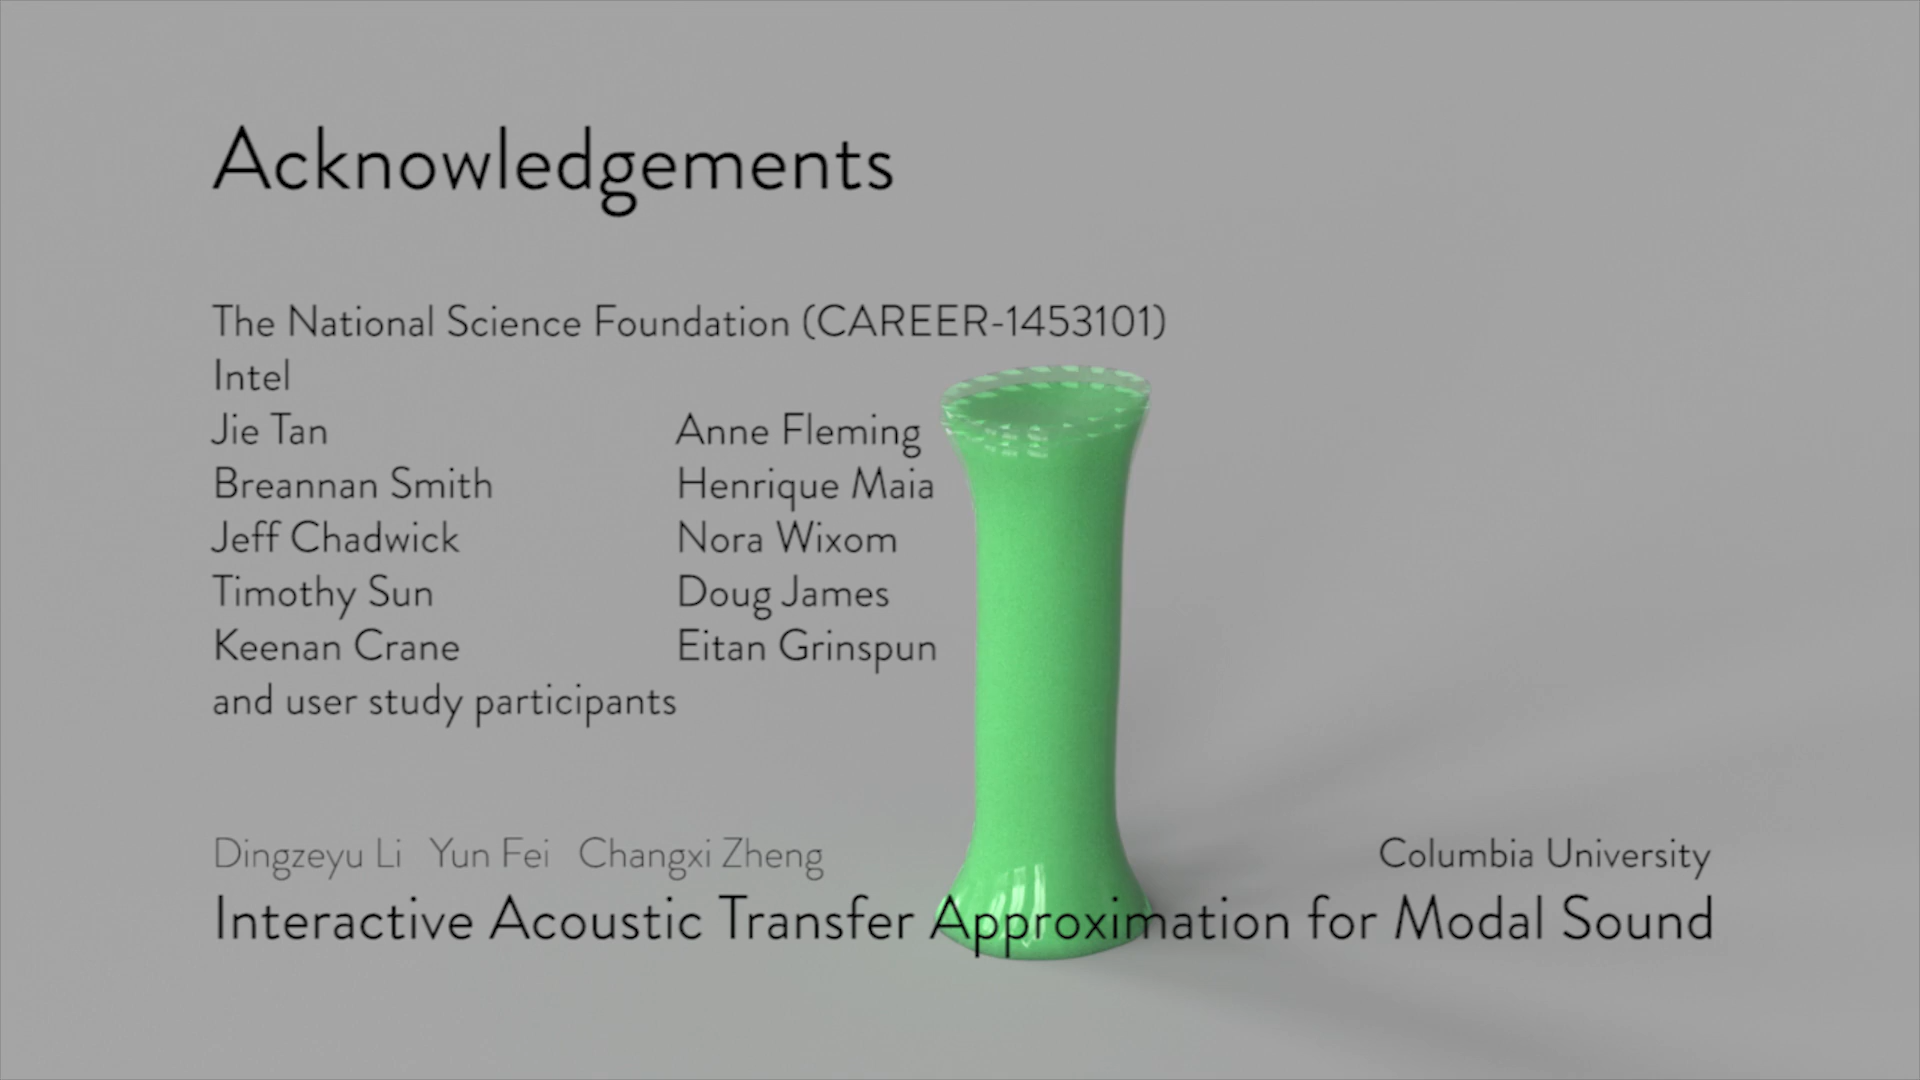 Acknowledgements
The National Science Foundation (CAREER-1453101)
Intel
Jie Tan
Breannan Smith
Jeff Chadwick
Timothy Sun
Keenan Crane
and user study participants
Anne Fleming
Henrique Maia
Nora Wixom
Doug James
Eitan Grinspun
Dingzeyu Li Yun Fei Changxi Zheng
Columbia University
Interactive Acoustic Transfer Approximation for Modal Sound